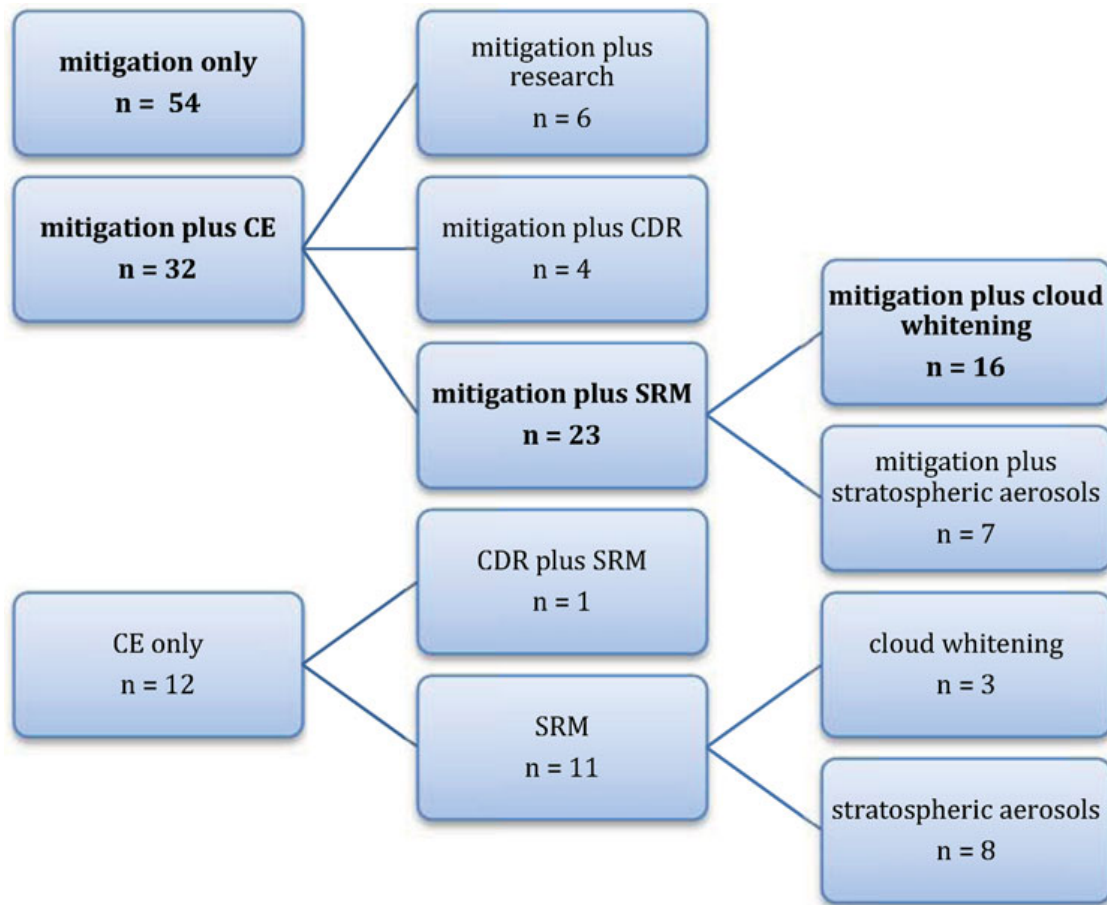 mitigation only
n = 54
mitigation plus CE
n = 32
mitigation plus
research
n = 6
mitigation plus CDR
n = 4
mitigation plus SRM
n = 23
mitigation plus cloud
whitening
n = 16
mitigation plus
stratospheric aerosols
n = 7
CE only
n = 12
CDR plus SRM
n = 1
SRM
n = 11
cloud whitening
n = 3
stratospheric aerosols
n = 8